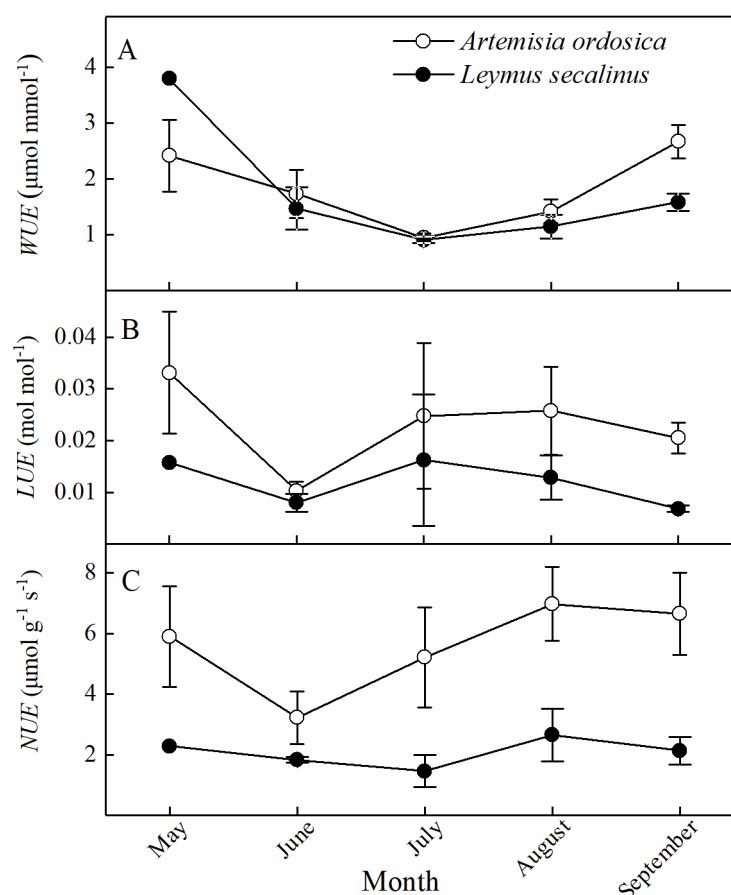 A
Artemisia ordosica
Leymus secalinus
4
3
2
1
WUE (μmol mmol⁻¹)
B
0.04
0.03
0.02
0.01
LUE (mol mol⁻¹)
C
8
6
4
2
NUE (μmol g⁻¹ s⁻¹)
May
June
July
August
September
Month